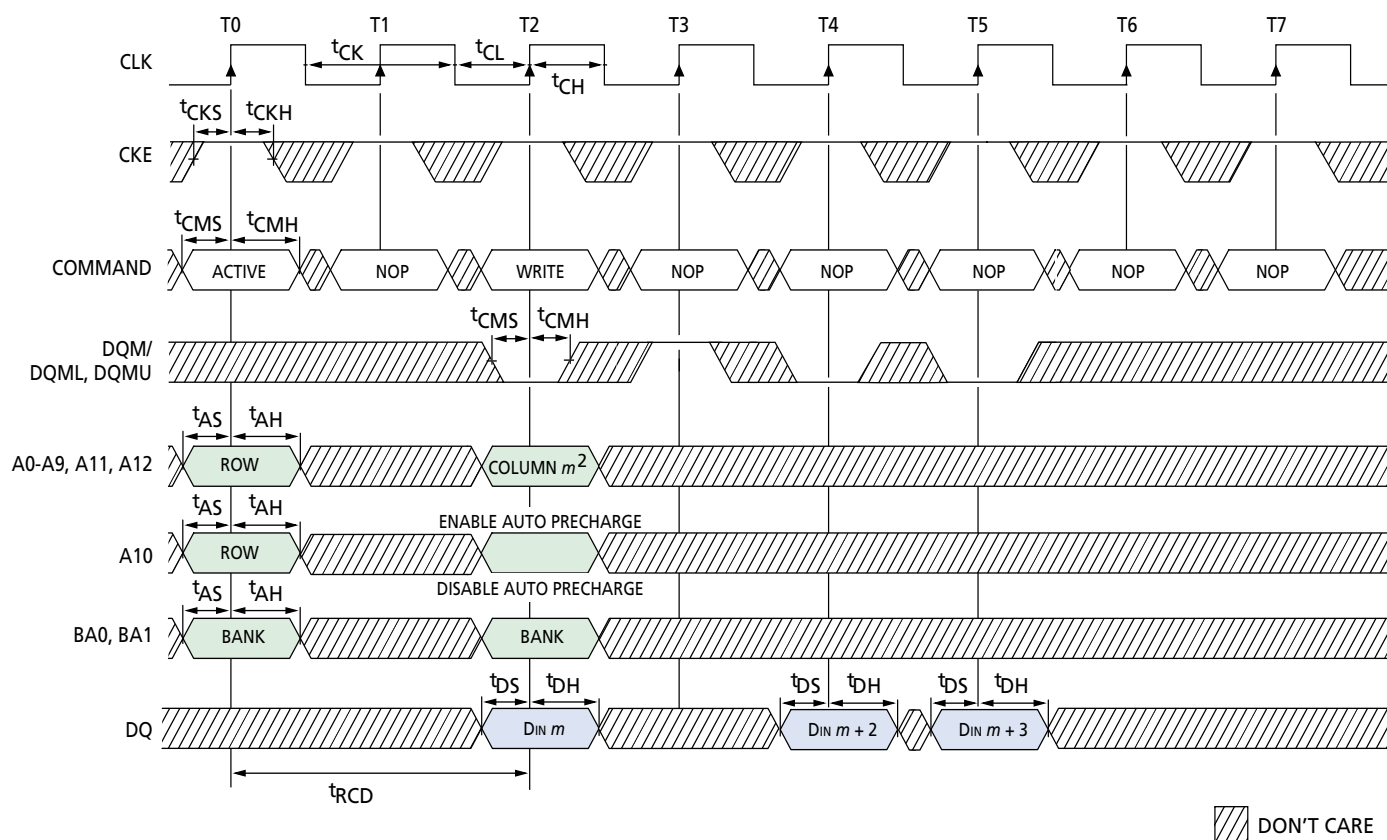 T0 T1 T2 T3 T4 T5 T6 T7
CLK
tCK tCL
tCH
tCKS tCKH
CKE
tCMS tCMH
COMMAND ACTIVE NOP WRITE NOP NOP NOP NOP NOP
tCMS tCMH
DQM/
DQML, DQMU
tAS tAH
A0-A9, A11, A12 ROW COLUMN m2
tAS tAH
ENABLE AUTO PRECHARGE
A10 ROW
DISABLE AUTO PRECHARGE
tAS tAH
BA0, BA1 BANK BANK
tDS tDH tDS tDH tDS tDH
DQ DIN m DIN m + 2 DIN m + 3
tRCD
DON'T CARE